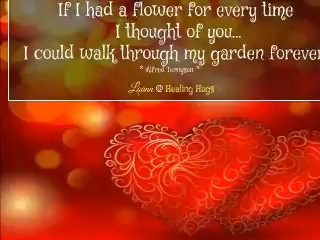 If I had a flower for every time
I thought of you...
I could walk through my garden forever
~ Alfred Tennyson ~
Leann @ Healing Hugs